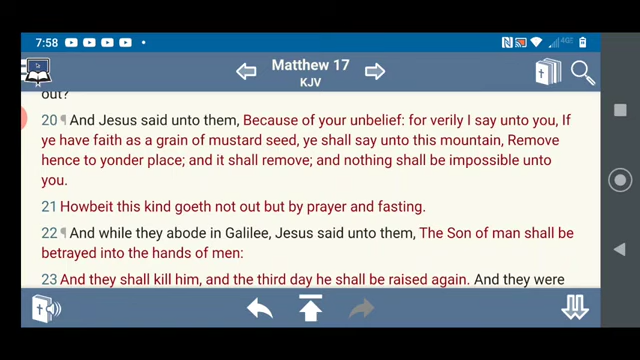 7:58
4GE
Matthew 17
KJV
out?
20 ¶ And Jesus said unto them, Because of your unbelief: for verily I say unto you, If
ye have faith as a grain of mustard seed, ye shall say unto this mountain, Remove
hence to yonder place; and it shall remove; and nothing shall be impossible unto
you.
21 Howbeit this kind goeth not out but by prayer and fasting.
22 ¶ And while they abode in Galilee, Jesus said unto them, The Son of man shall be
betrayed into the hands of men:
23 And they shall kill him, and the third day he shall be raised again. And they were